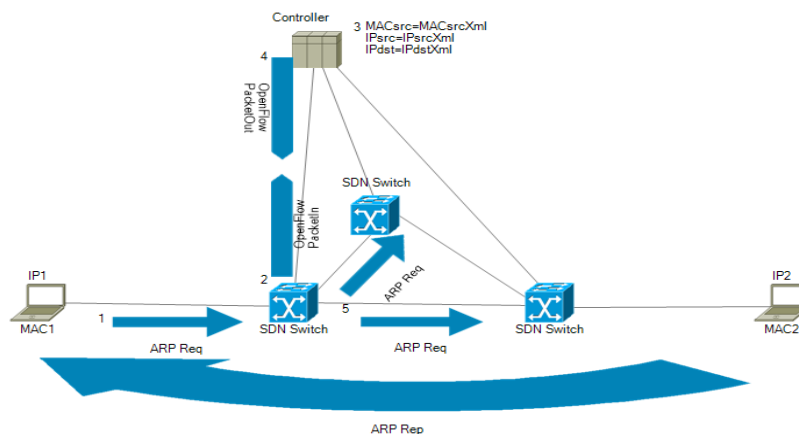 Controller
3 MACsrc=MACsrcXml
IPsrc=IPsrcXml
IPdst=IPdstXml
4
OpenFlow
PacketOut
SDN Switch
OpenFlow
PacketIn
2
IP1
IP2
1
5
ARP Req
MAC1
SDN Switch
SDN Switch
MAC2
ARP Req
ARP Req
ARP Rep